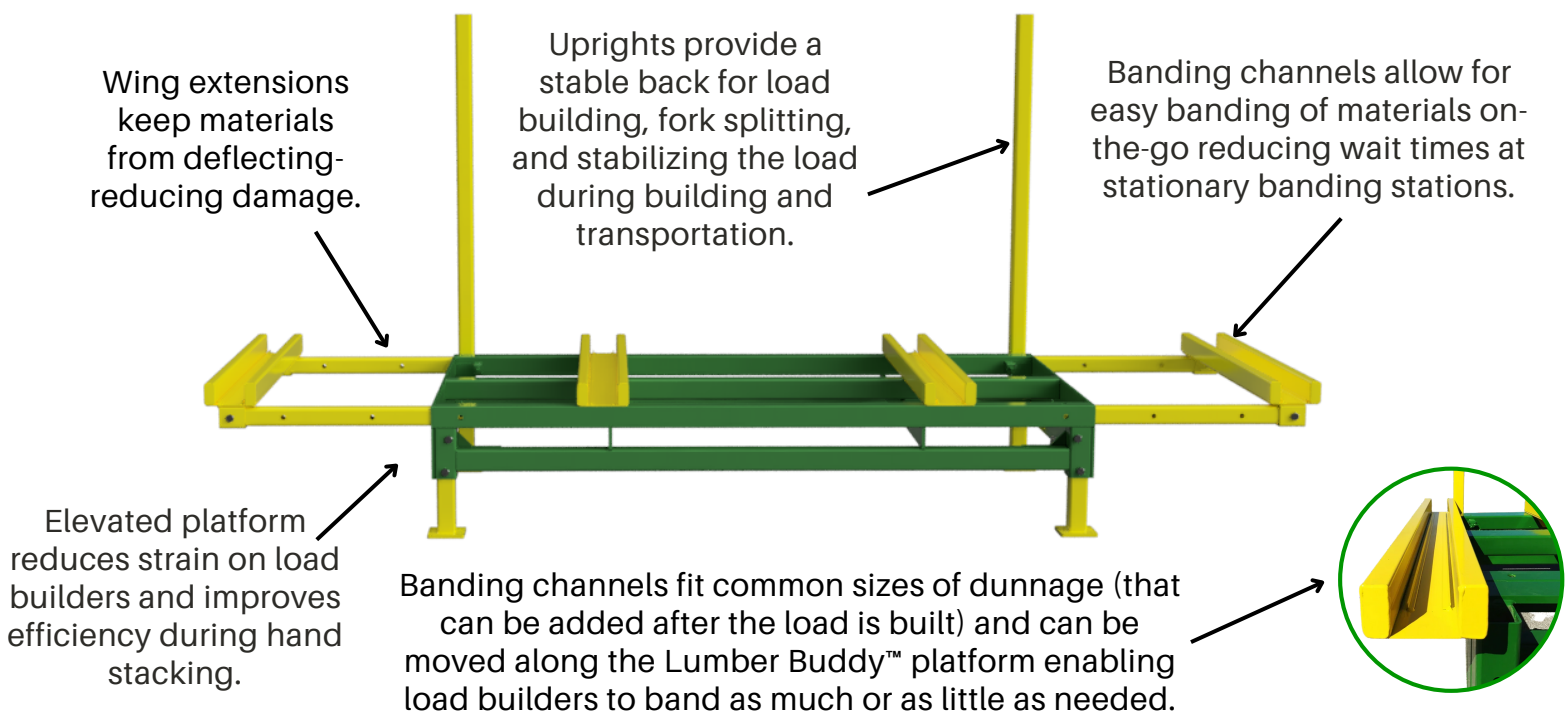 Wing extensions
keep materials
from deflecting-
reducing damage.
Uprights provide a
stable back for load
building, fork splitting,
and stabilizing the load
during building and
transportation.
Banding channels allow for
easy banding of materials on-
the-go reducing wait times at
stationary banding stations.
Elevated platform
reduces strain on load
builders and improves
efficiency during hand
stacking.
Banding channels fit common sizes of dunnage (that
can be added after the load is built) and can be
moved along the Lumber Buddy™ platform enabling
load builders to band as much or as little as needed.